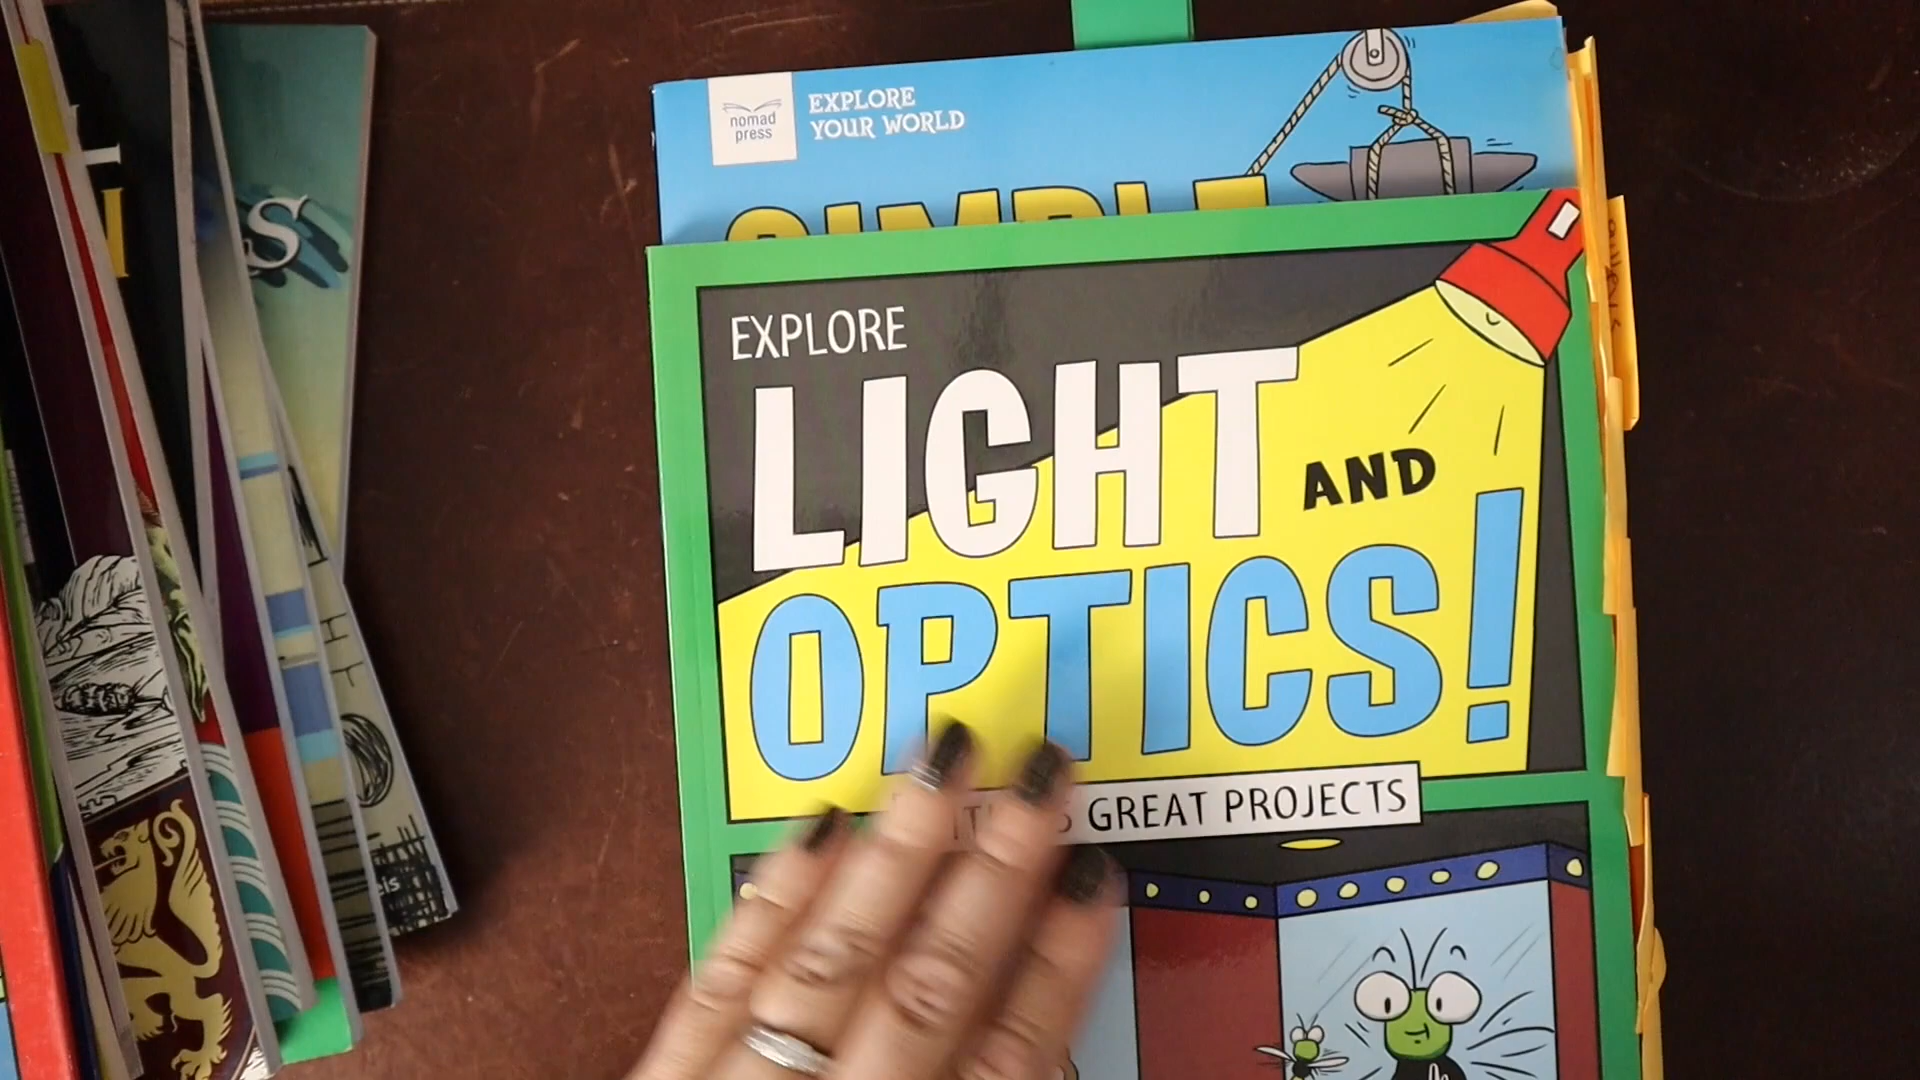 nomad
press
EXPLORE
YOUR WORLD
SIMPLE
EXPLORE
LIGHT AND
OPTICS!
GREAT PROJECTS
S